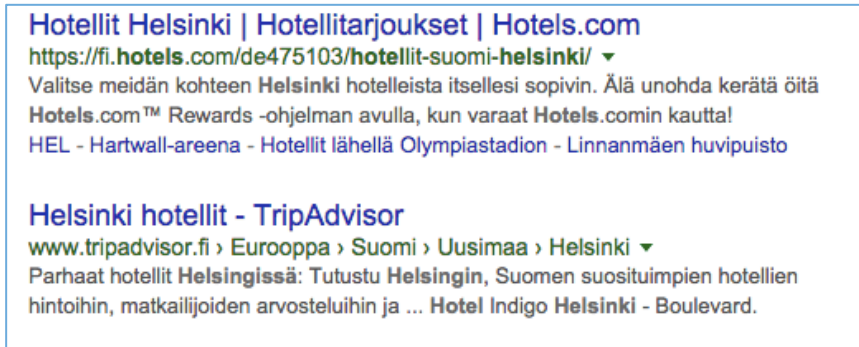 Hotellit Helsinki | Hotellitarjoukset | Hotels.com
https://fi.hotels.com/de475103/hotellit-suomi-helsinki/ ▼
Valitse meidän kohteen Helsinki hotelleista itsellesi sopivin. Älä unohda kerätä öitä
Hotels.com™ Rewards -ohjelman avulla, kun varaat Hotels.comin kautta!
HEL - Hartwall-areena - Hotellit lähellä Olympiastadion - Linnanmäen huvipuisto
Helsinki hotellit - TripAdvisor
www.tripadvisor.fi › Eurooppa › Suomi › Uusimaa › Helsinki ▼
Parhaat hotellit Helsingissä: Tutustu Helsingin, Suomen suosituimpien hotellien
hintoihin, matkailijoiden arvosteluihin ja ... Hotel Indigo Helsinki - Boulevard.